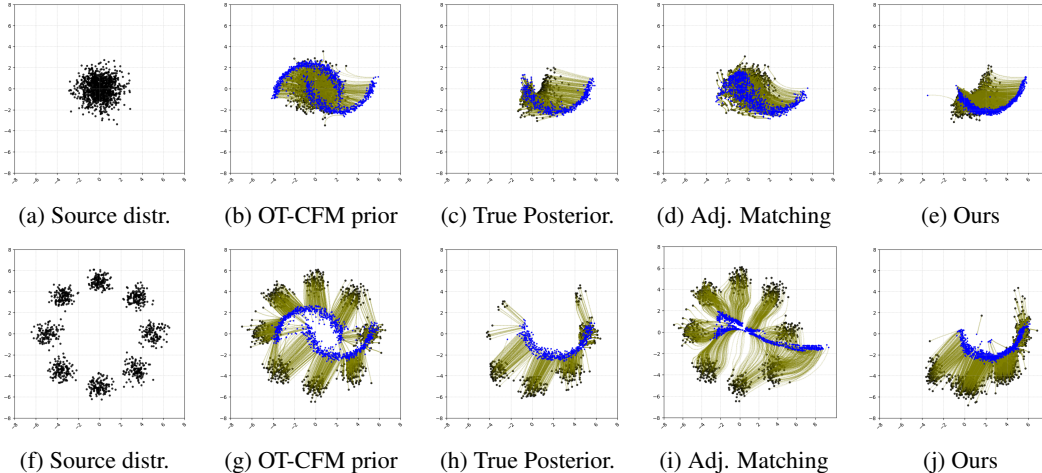 (a) Source distr.
(b) OT-CFM prior
(c) True Posterior.
(d) Adj. Matching
(e) Ours
(f) Source distr.
(g) OT-CFM prior
(h) True Posterior.
(i) Adj. Matching
(j) Ours